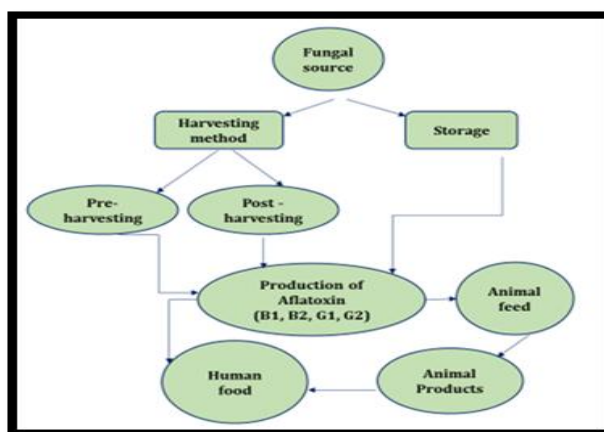 Fungal
source
Harvesting
method
Storage
Pre-
harvesting
Post -
harvesting
Production of
Aflatoxin
(B1, B2, G1, G2)
Animal
feed
Human
food
Animal
Products